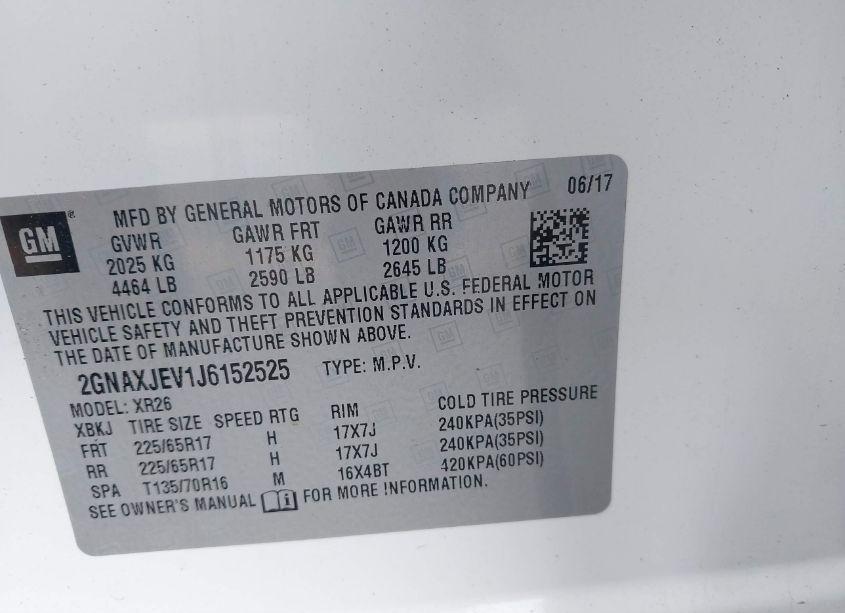 GM ®
MFD BY GENERAL MOTORS OF CANADA COMPANY 06/17
GVWR GAWR FRT GAWR RR
2025 KG 1175 KG 1200 KG
4464 LB 2590 LB 2645 LB
THIS VEHICLE CONFORMS TO ALL APPLICABLE U.S. FEDERAL MOTOR
VEHICLE SAFETY AND THEFT PREVENTION STANDARDS IN EFFECT ON
THE DATE OF MANUFACTURE SHOWN ABOVE.
2GNAXJEV1J6152525 TYPE: M.P.V.
MODEL: XR26
XBKJ TIRE SIZE SPEED RTG RIM COLD TIRE PRESSURE
FRT 225/65R17 H 17X7J 240KPA(35PSI)
RR 225/65R17 H 17X7J 240KPA(35PSI)
SPA T135/70R16 M 16X4BT 420KPA(60PSI)
SEE OWNER'S MANUAL FOR MORE INFORMATION.